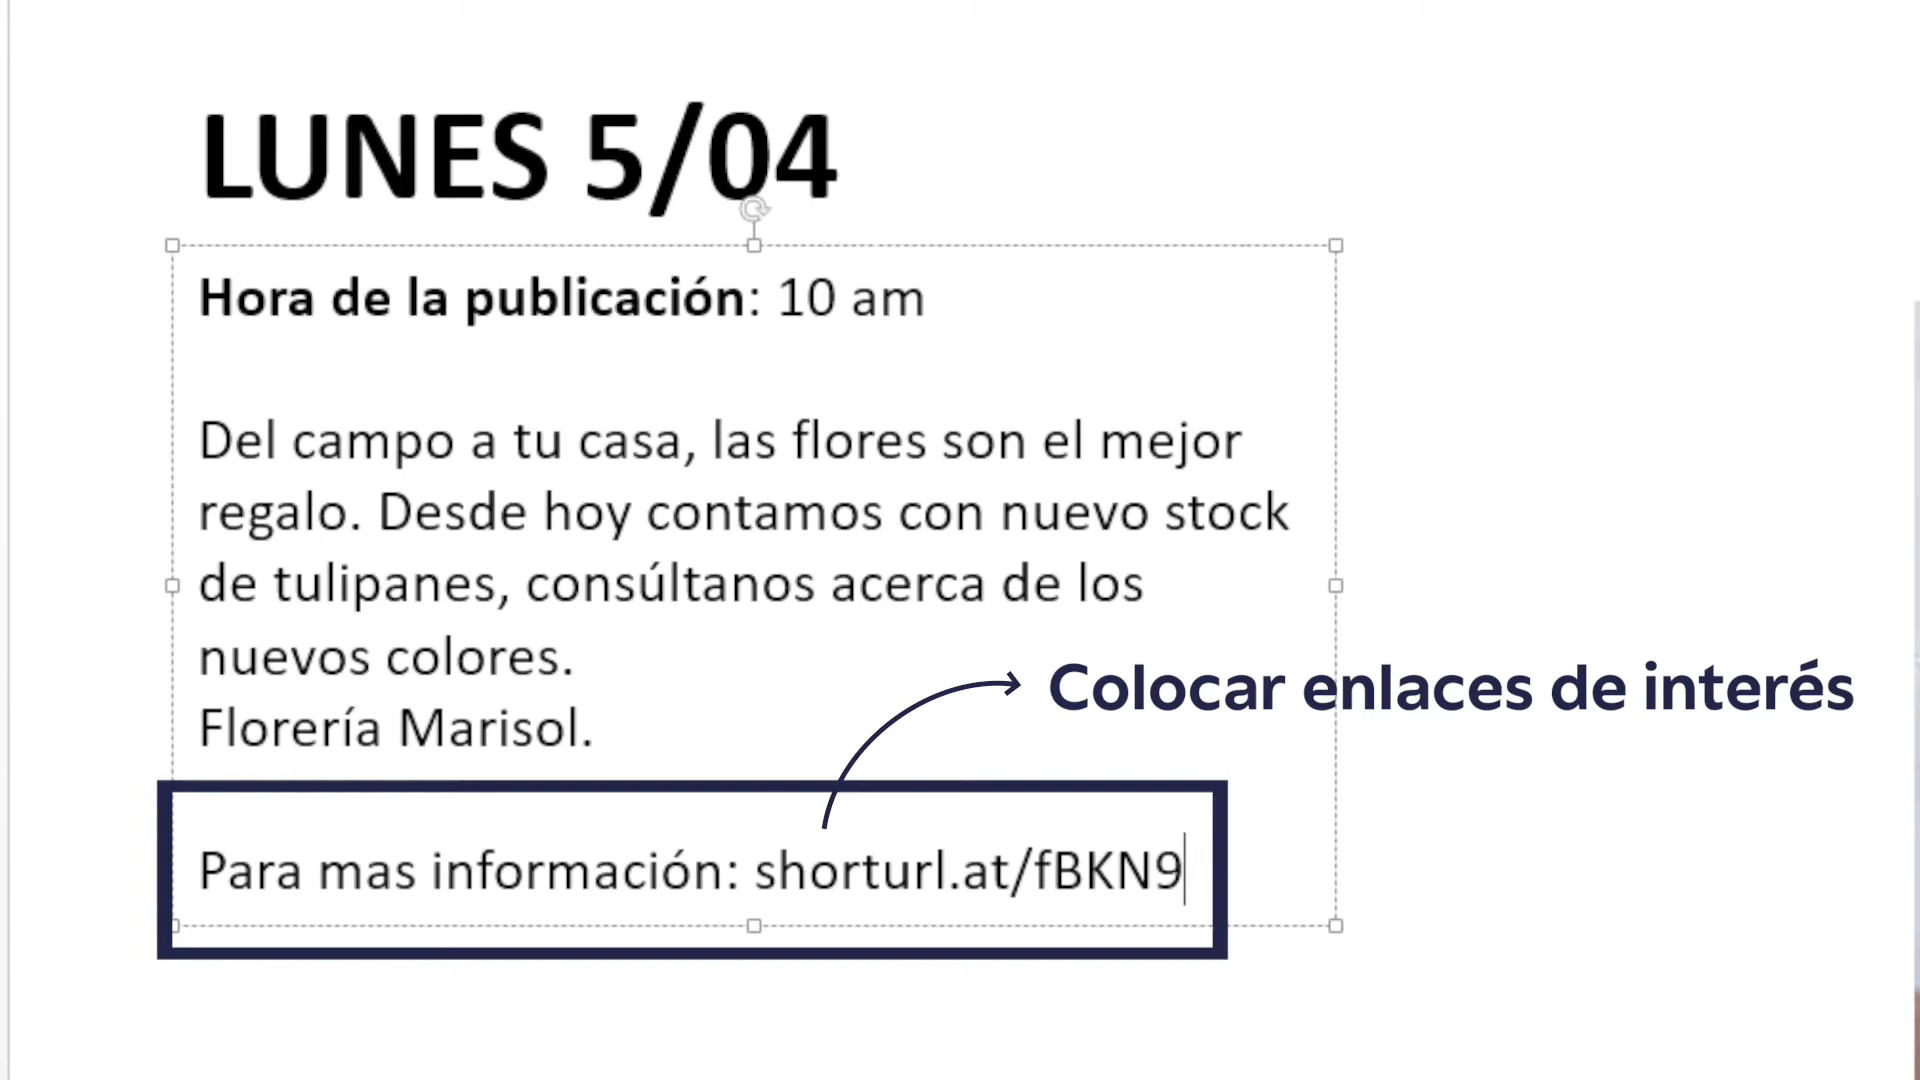 LUNES 5/04
Hora de la publicación: 10 am
Del campo a tu casa, las flores son el mejor
regalo. Desde hoy contamos con nuevo stock
de tulipanes, consúltanos acerca de los
nuevos colores.
Florería Marisol.
Colocar enlaces de interés
Para mas información: shorturl.at/fBKN9